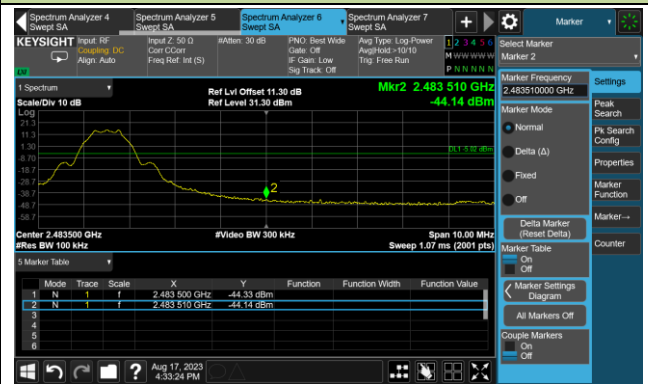 Spectrum Analyzer 4
Swept SA
Spectrum Analyzer 5
Swept SA
Spectrum Analyzer 6
Swept SA
Spectrum Analyzer 7
Swept SA
Marker
KEYSIGHT
Input: RF
Coupling: DC
Align: Auto
Input Z: 50 Ω
Corr CCorr
Freq Ref: Int (S)
#Atten: 30 dB
PNO: Best Wide
Gate: Off
IF Gain: Low
Sig Track: Off
Avg Type: Log-Power
Avg|Hold:>10/10
Trig: Free Run
1 2 3 4 5 6
M W W W W W
P N N N N N
1 Spectrum
Scale/Div 10 dB
Ref Lvl Offset 11.30 dB
Ref Level 31.30 dBm
Mkr2 2.483 510 GHz
-44.14 dBm
Log
21.3
11.3
1.30
-8.70
-18.7
-28.7
-38.7
-48.7
-58.7
DL1 -5.02 dBm
2
Center 2.483500 GHz
#Res BW 100 kHz
#Video BW 300 kHz
Span 10.00 MHz
Sweep 1.07 ms (2001 pts)
5 Marker Table
Mode Trace Scale X Y Function Function Width Function Value
1 N 1 f 2.483 500 GHz -44.33 dBm
2 N 1 f 2.483 510 GHz -44.14 dBm
3
4
5
6
Select Marker
Marker 2
Marker Frequency
2.483510000 GHz
Marker Mode
Normal
Delta (Δ)
Fixed
Off
Delta Marker
(Reset Delta)
Marker Table
On
Off
Marker Settings
Diagram
All Markers Off
Couple Markers
On
Off
Settings
Peak
Search
Pk Search
Config
Properties
Marker
Function
Marker→
Counter
Aug 17, 2023
4:33:24 PM